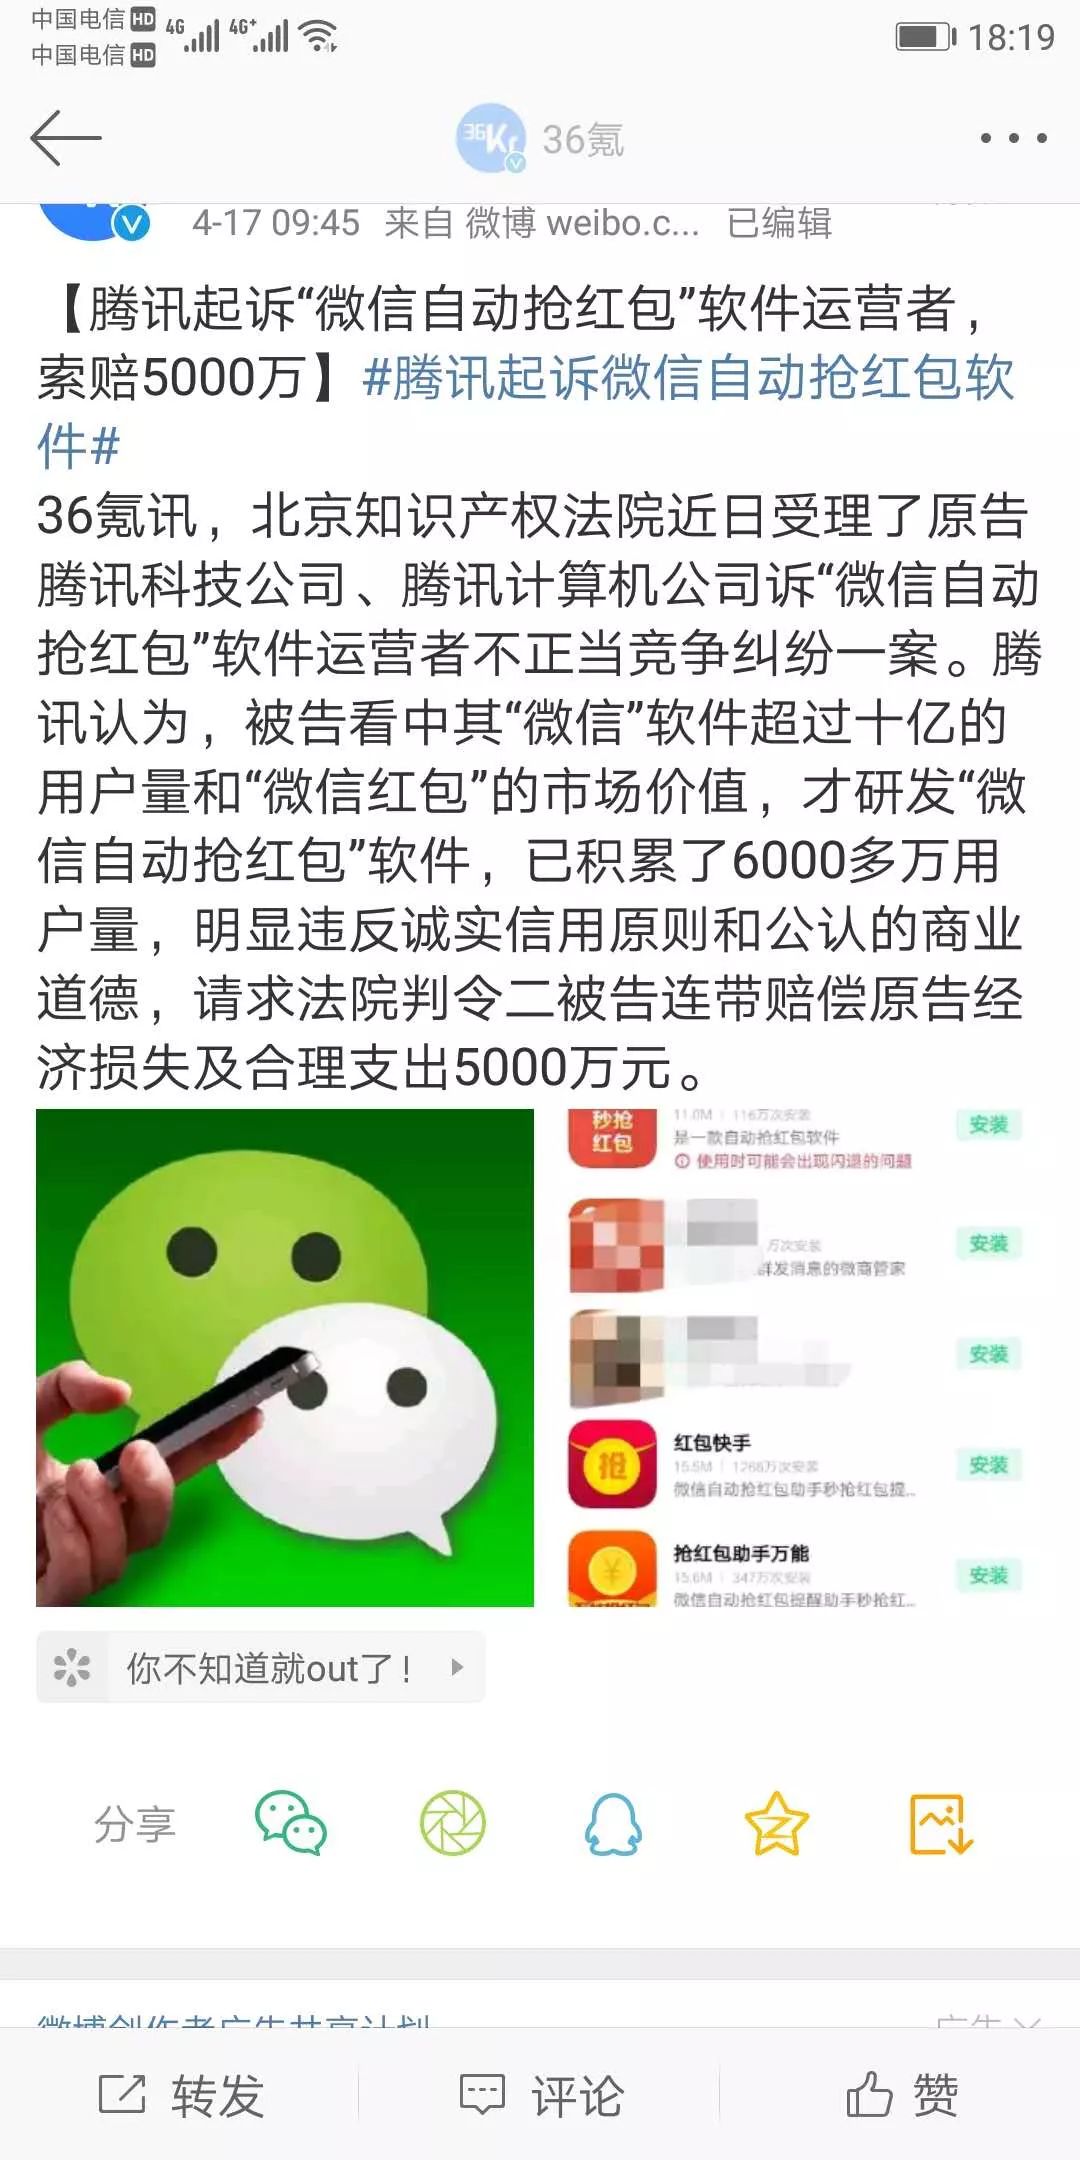 中国电信 HD 4G 4G+ 18:19
中国电信 HD
36Kr 36氪
4-17 09:45 来自 微博 weibo.c... 已编辑
【腾讯起诉“微信自动抢红包”软件运营者,
索赔5000万】#腾讯起诉微信自动抢红包软
件#
36氪讯，北京知识产权法院近日受理了原告
腾讯科技公司、腾讯计算机公司诉“微信自动
抢红包”软件运营者不正当竞争纠纷一案。腾
讯认为，被告看中其“微信”软件超过十亿的
用户量和“微信红包”的市场价值，才研发“微
信自动抢红包”软件，已积累了6000多万用
户量，明显违反诚实信用原则和公认的商业
道德，请求法院判令二被告连带赔偿原告经
济损失及合理支出5000万元。
秒抢
红包
11.0M | 116万次安装
安装
是一款自动抢红包软件
使用时可能会出现闪退的问题
万次安装
安装
群发消息的微商管家
安装
抢
红包快手
15.5M | 1266万次安装
安装
微信自动抢红包助手秒抢红包提...
抢红包助手万能
15.6M | 347万次安装
安装
微信自动抢红包提醒助手秒抢红...
你不知道就out了！
分享
微博创作者广告共享计划 广告
转发 评论 赞